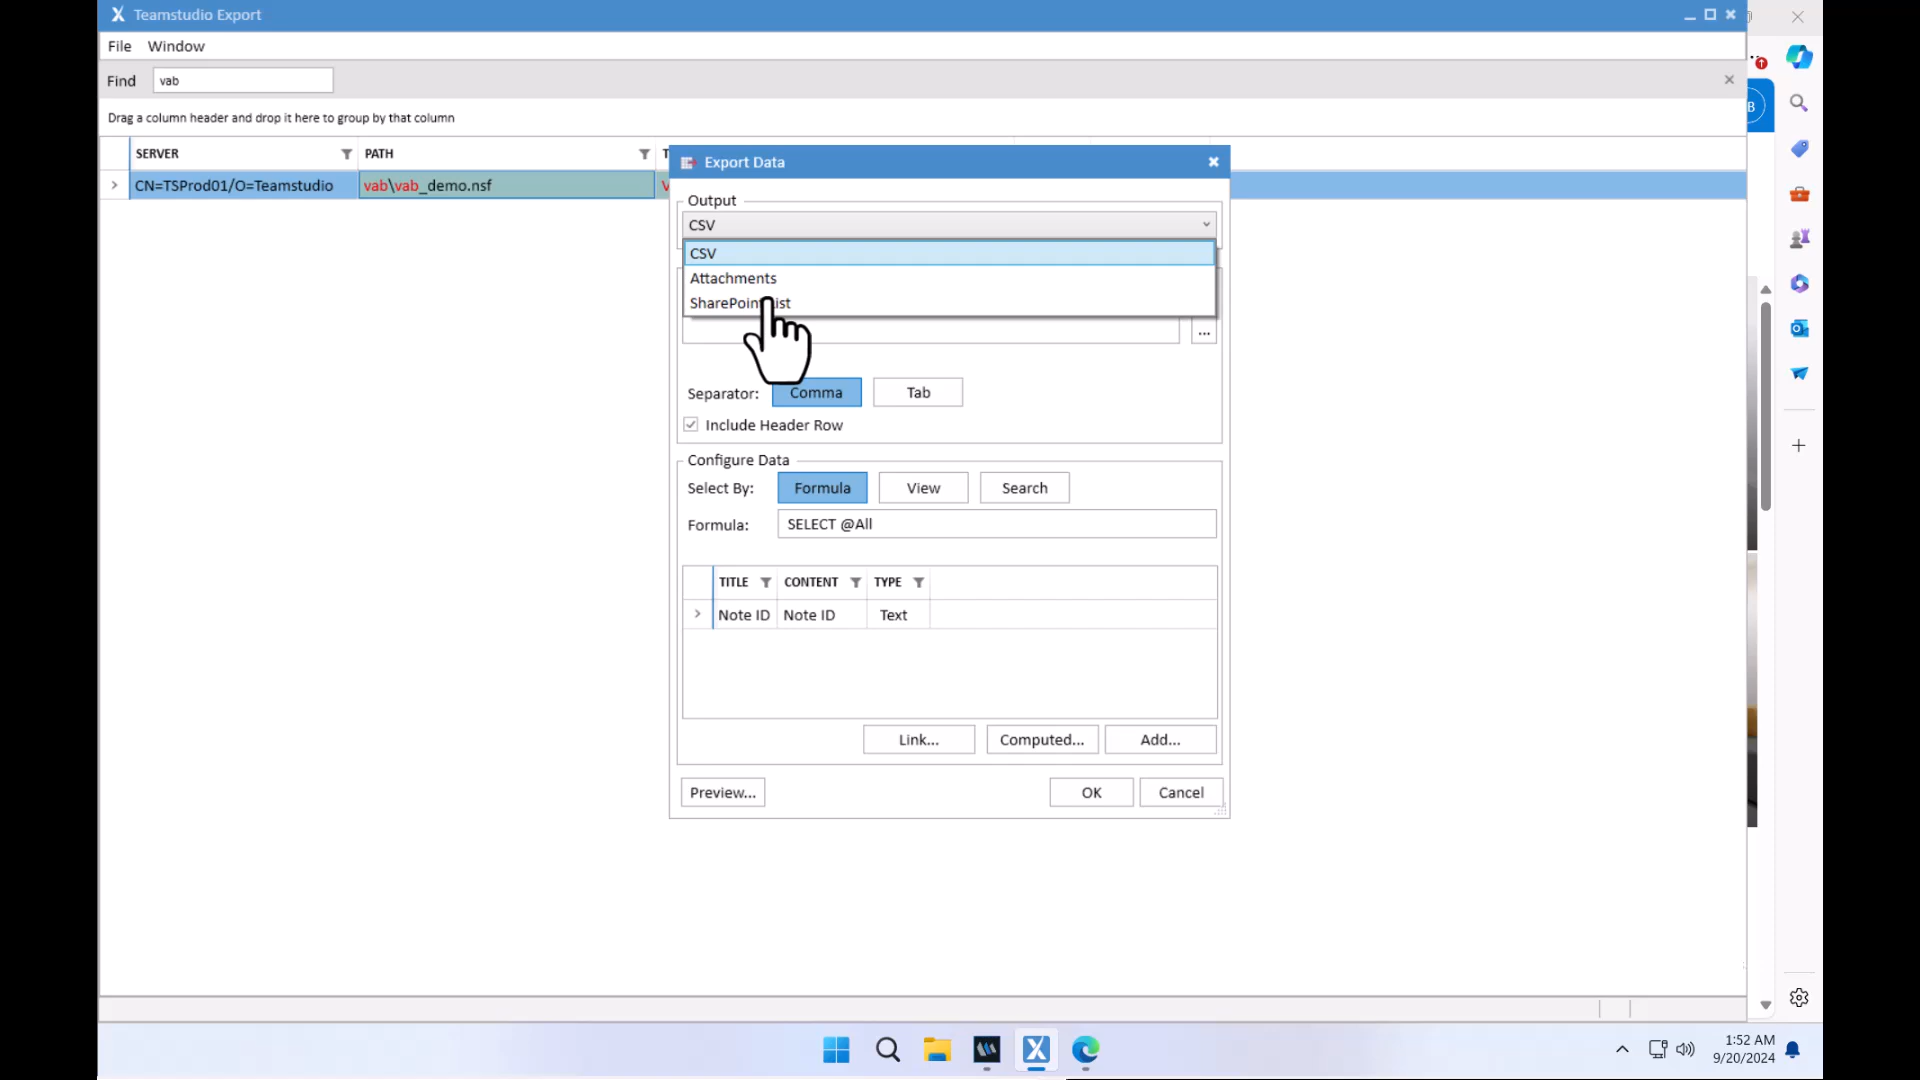 Teamstudio Export
File Window
Find vab
Drag a column header and drop it here to group by that column
SERVER PATH
CN=TSProd01/O=Teamstudio vab\vab_demo.nsf
Export Data
Output
CSV
CSV
Attachments
...
Separator: Comma Tab
Include Header Row
Configure Data
Select By: Formula View Search
Formula: SELECT @All
TITLE CONTENT TYPE
Note ID Note ID Text
Link... Computed... Add...
Preview... OK Cancel
B
1:52 AM
9/20/2024